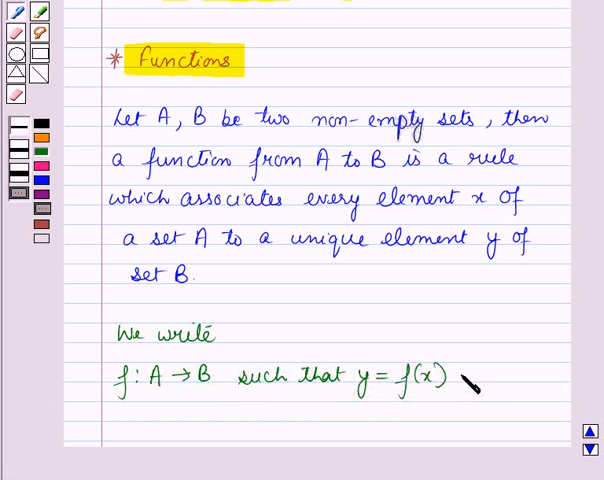 * Functions
Let A, B be two non-empty sets, then
a function from A to B is a rule
which associates every element x of
a set A to a unique element y of
set B.
We write
f : A → B such that y = f(x)